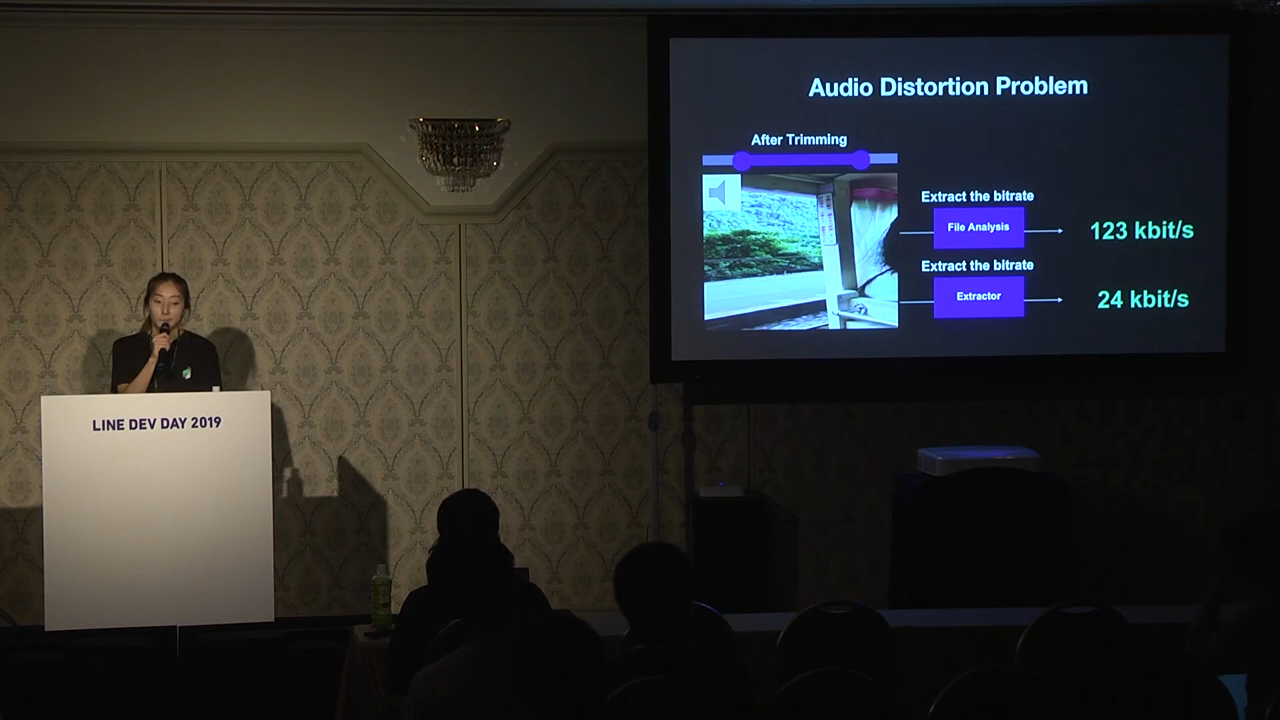 Audio Distortion Problem
After Trimming
Extract the bitrate
File Analysis
123 kbit/s
Extract the bitrate
Extractor
24 kbit/s
LINE DEV DAY 2019